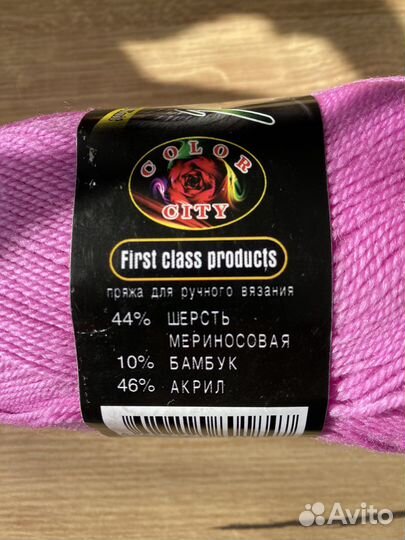 COLOR
CITY
First class products
пряжа для ручного вязания
44% ШЕРСТЬ
МЕРИНОСОВАЯ
10% БАМБУК
46% АКРИЛ
Avito